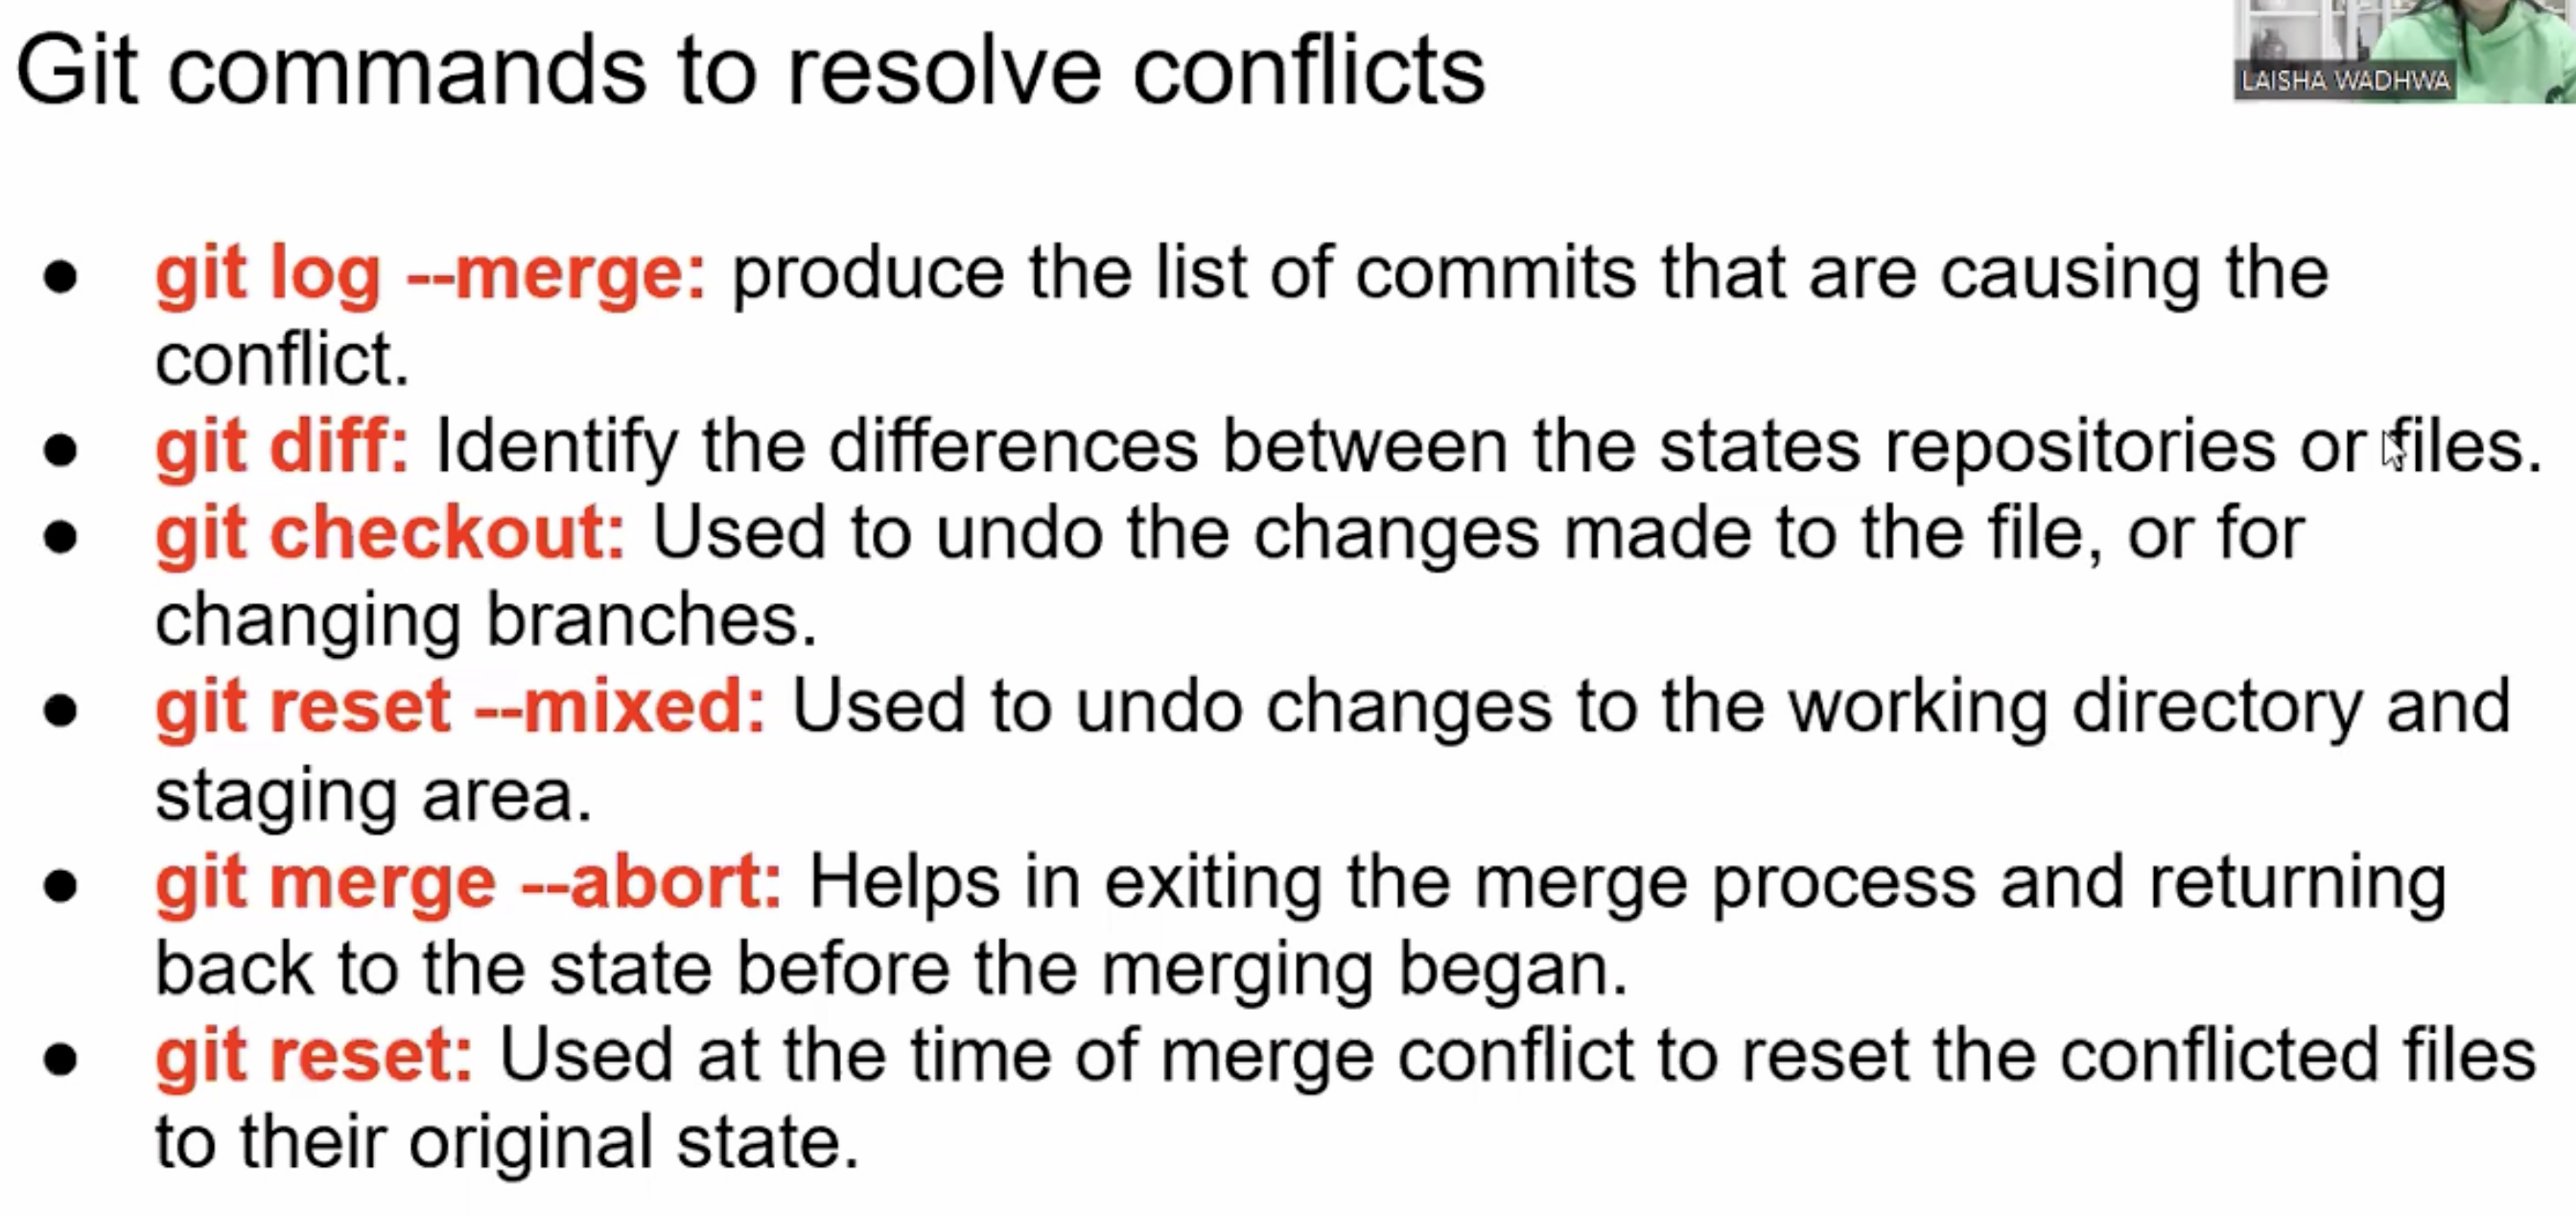 Git commands to resolve conflicts
LAISHA WADHWA
● git log --merge: produce the list of commits that are causing the
conflict.
● git diff: Identify the differences between the states repositories or files.
● git checkout: Used to undo the changes made to the file, or for
changing branches.
● git reset --mixed: Used to undo changes to the working directory and
staging area.
● git merge --abort: Helps in exiting the merge process and returning
back to the state before the merging began.
● git reset: Used at the time of merge conflict to reset the conflicted files
to their original state.